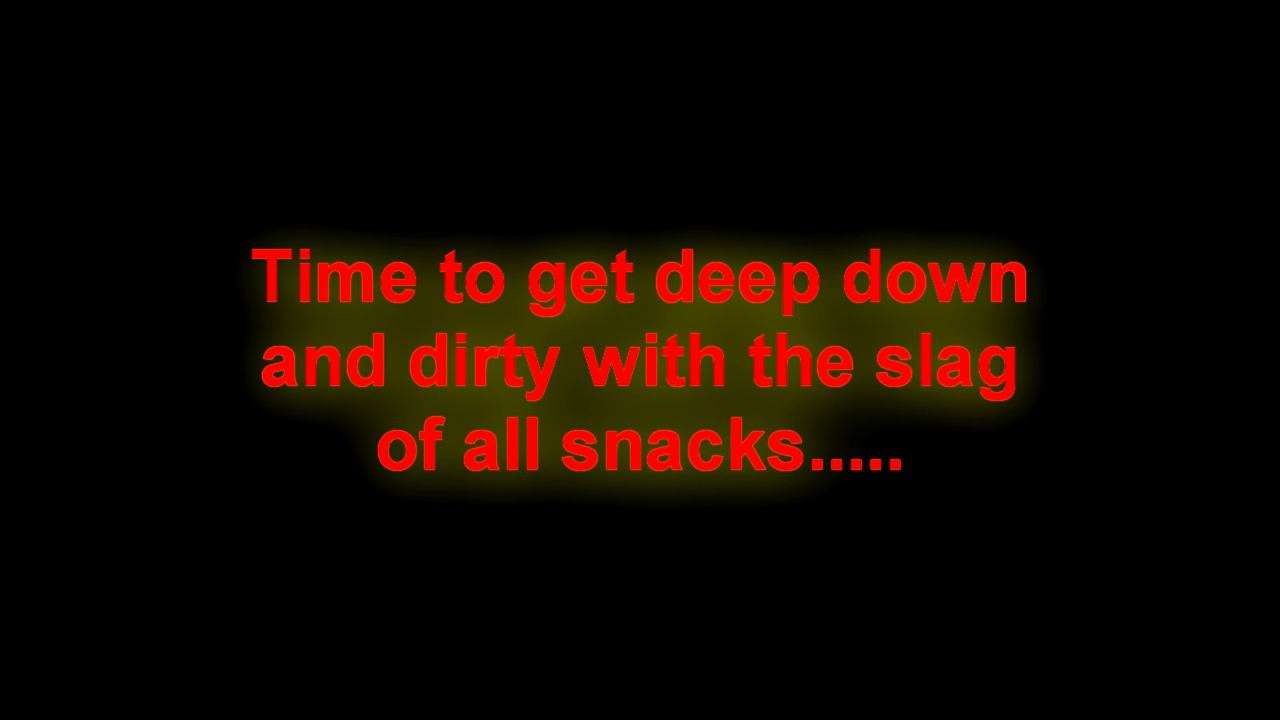 Time to get deep down
and dirty with the slag
of all snacks.....